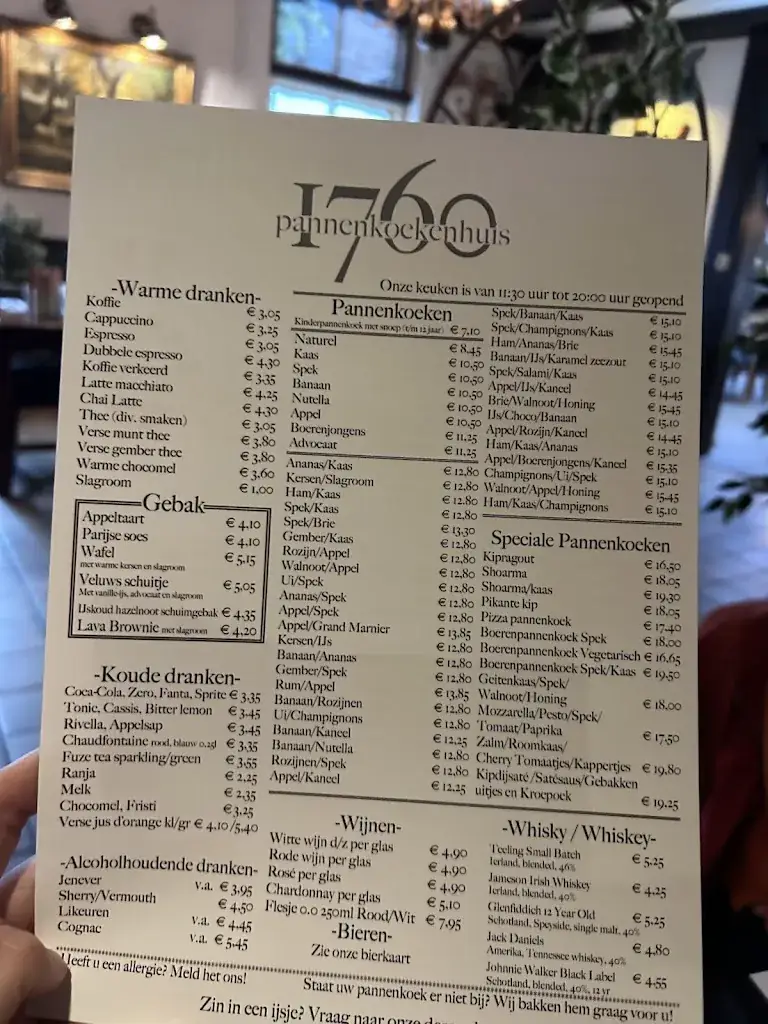 1760
pannenkoekenhuis
Onze keuken is van 11:30 uur tot 20:00 uur geopend
-Warme dranken-
Koffie € 3,05
Cappuccino € 3,25
Espresso € 3,05
Dubbele espresso € 4,30
Koffie verkeerd € 3,35
Latte macchiato € 4,25
Chai Latte € 4,30
Thee (div. smaken) € 3,05
Verse munt thee € 3,80
Verse gember thee € 3,80
Warme chocomel € 3,60
Slagroom € 1,00
Gebak
Appeltaart € 4,10
Parijse soes € 4,10
Wafel € 5,15
met warme kersen en slagroom
Veluws schuitje € 5,05
Met vanille-ijs, advocaat en slagroom
IJskoud hazelnoot schuimgebak € 4,35
Lava Brownie met slagroom € 4,20
-Koude dranken-
Coca-Cola, Zero, Fanta, Sprite € 3,35
Tonic, Cassis, Bitter lemon € 3,45
Rivella, Appelsap € 3,45
Chaudfontaine rood, blauw 0,25l € 3,35
Fuze tea sparkling/green € 3,55
Ranja € 2,25
Melk € 2,35
Chocomel, Fristi € 3,25
Verse jus d'orange kl/gr € 4,10/5,40
-Alcoholhoudende dranken-
Jenever v.a. € 3,95
Sherry/Vermouth € 4,50
Likeuren v.a. € 4,45
Cognac v.a. € 5,45
Pannenkoeken
Kinderpannenkoek met snoep (t/m 12 jaar) € 7,10
Naturel € 8,45
Kaas € 10,50
Spek € 10,50
Banaan € 10,50
Nutella € 10,50
Appel € 10,50
Boerenjongens € 11,25
Advocaat € 11,25
Ananas/Kaas € 12,80
Kersen/Slagroom € 12,80
Ham/Kaas € 12,80
Spek/Kaas € 12,80
Spek/Brie € 13,30
Gember/Kaas € 12,80
Rozijn/Appel € 12,80
Walnoot/Appel € 12,80
Ui/Spek € 12,80
Ananas/Spek € 12,80
Appel/Spek € 12,80
Appel/Grand Marnier € 13,85
Kersen/IJs € 12,80
Banaan/Ananas € 12,80
Gember/Spek € 12,80
Rum/Appel € 13,85
Banaan/Rozijnen € 12,80
Ui/Champignons € 12,80
Banaan/Kaneel € 12,25
Banaan/Nutella € 12,80
Rozijnen/Spek € 12,80
Appel/Kaneel € 12,25
Spek/Banaan/Kaas € 15,10
Spek/Champignons/Kaas € 15,10
Ham/Ananas/Brie € 15,45
Banaan/IJs/Karamel zeezout € 15,10
Spek/Salami/Kaas € 15,10
Appel/IJs/Kaneel € 14,45
Brie/Walnoot/Honing € 15,45
IJs/Choco/Banaan € 15,10
Appel/Rozijn/Kaneel € 14,45
Ham/Kaas/Ananas € 15,10
Appel/Boerenjongens/Kaneel € 15,35
Champignons/Ui/Spek € 15,10
Walnoot/Appel/Honing € 15,45
Ham/Kaas/Champignons € 15,10
Speciale Pannenkoeken
Kipragout € 16,50
Shoarma € 18,05
Shoarma/kaas € 19,30
Pikante kip € 18,05
Pizza pannenkoek € 17,40
Boerenpannenkoek Spek € 18,00
Boerenpannenkoek Vegetarisch € 16,65
Boerenpannenkoek Spek/Kaas € 19,50
Geitenkaas/Spek/
Walnoot/Honing € 18,00
Mozzarella/Pesto/Spek/
Tomaat/Paprika € 17,50
Zalm/Roomkaas/
Cherry Tomaatjes/Kappertjes € 19,80
Kipdijsaté/Satésaus/Gebakken
uitjes en Kroepoek € 19,25
-Wijnen-
Witte wijn d/z per glas € 4,90
Rode wijn per glas € 4,90
Rosé per glas € 4,90
Chardonnay per glas € 5,10
Flesje 0.0 250ml Rood/Wit € 7,95
-Bieren-
Zie onze bierkaart
-Whisky / Whiskey-
Teeling Small Batch € 5,25
Ierland, blended, 46%
Jameson Irish Whiskey € 4,25
Ierland, blended, 40%
Glenfiddich 12 Year Old € 5,25
Schotland, Speyside, single malt, 40%
Jack Daniels € 4,80
Amerika, Tennessee whiskey, 40%
Johnnie Walker Black Label € 4,55
Schotland, blended, 40%, 12 yr
Heeft u een allergie? Meld het ons!
Staat uw pannenkoek er niet bij? Wij bakken hem graag voor u!
Zin in een ijsje? Vraag naar onze